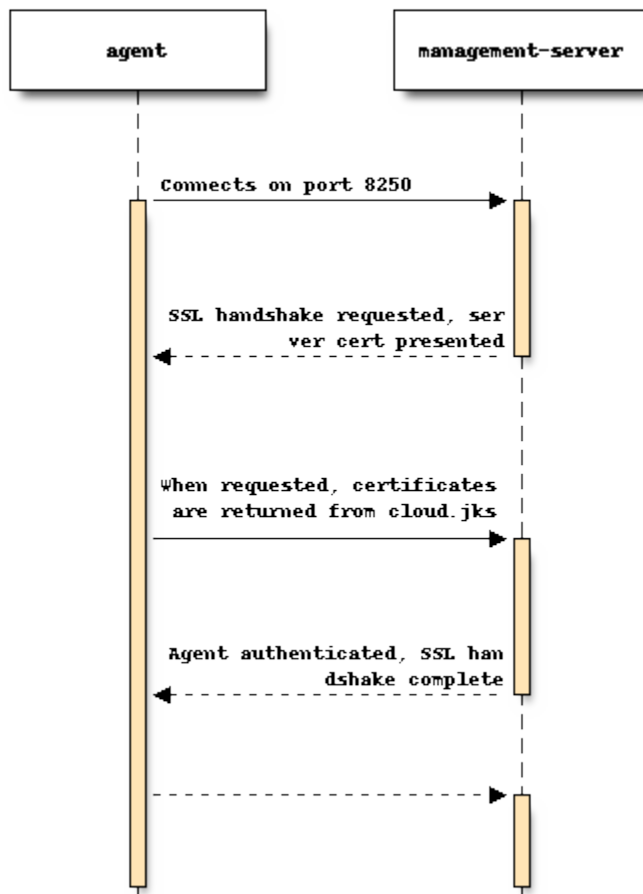 agent
management-server
Connects on port 8250
SSL handshake requested, ser
ver cert presented
When requested, certificates
are returned from cloud.jks
Agent authenticated, SSL han
dshake complete